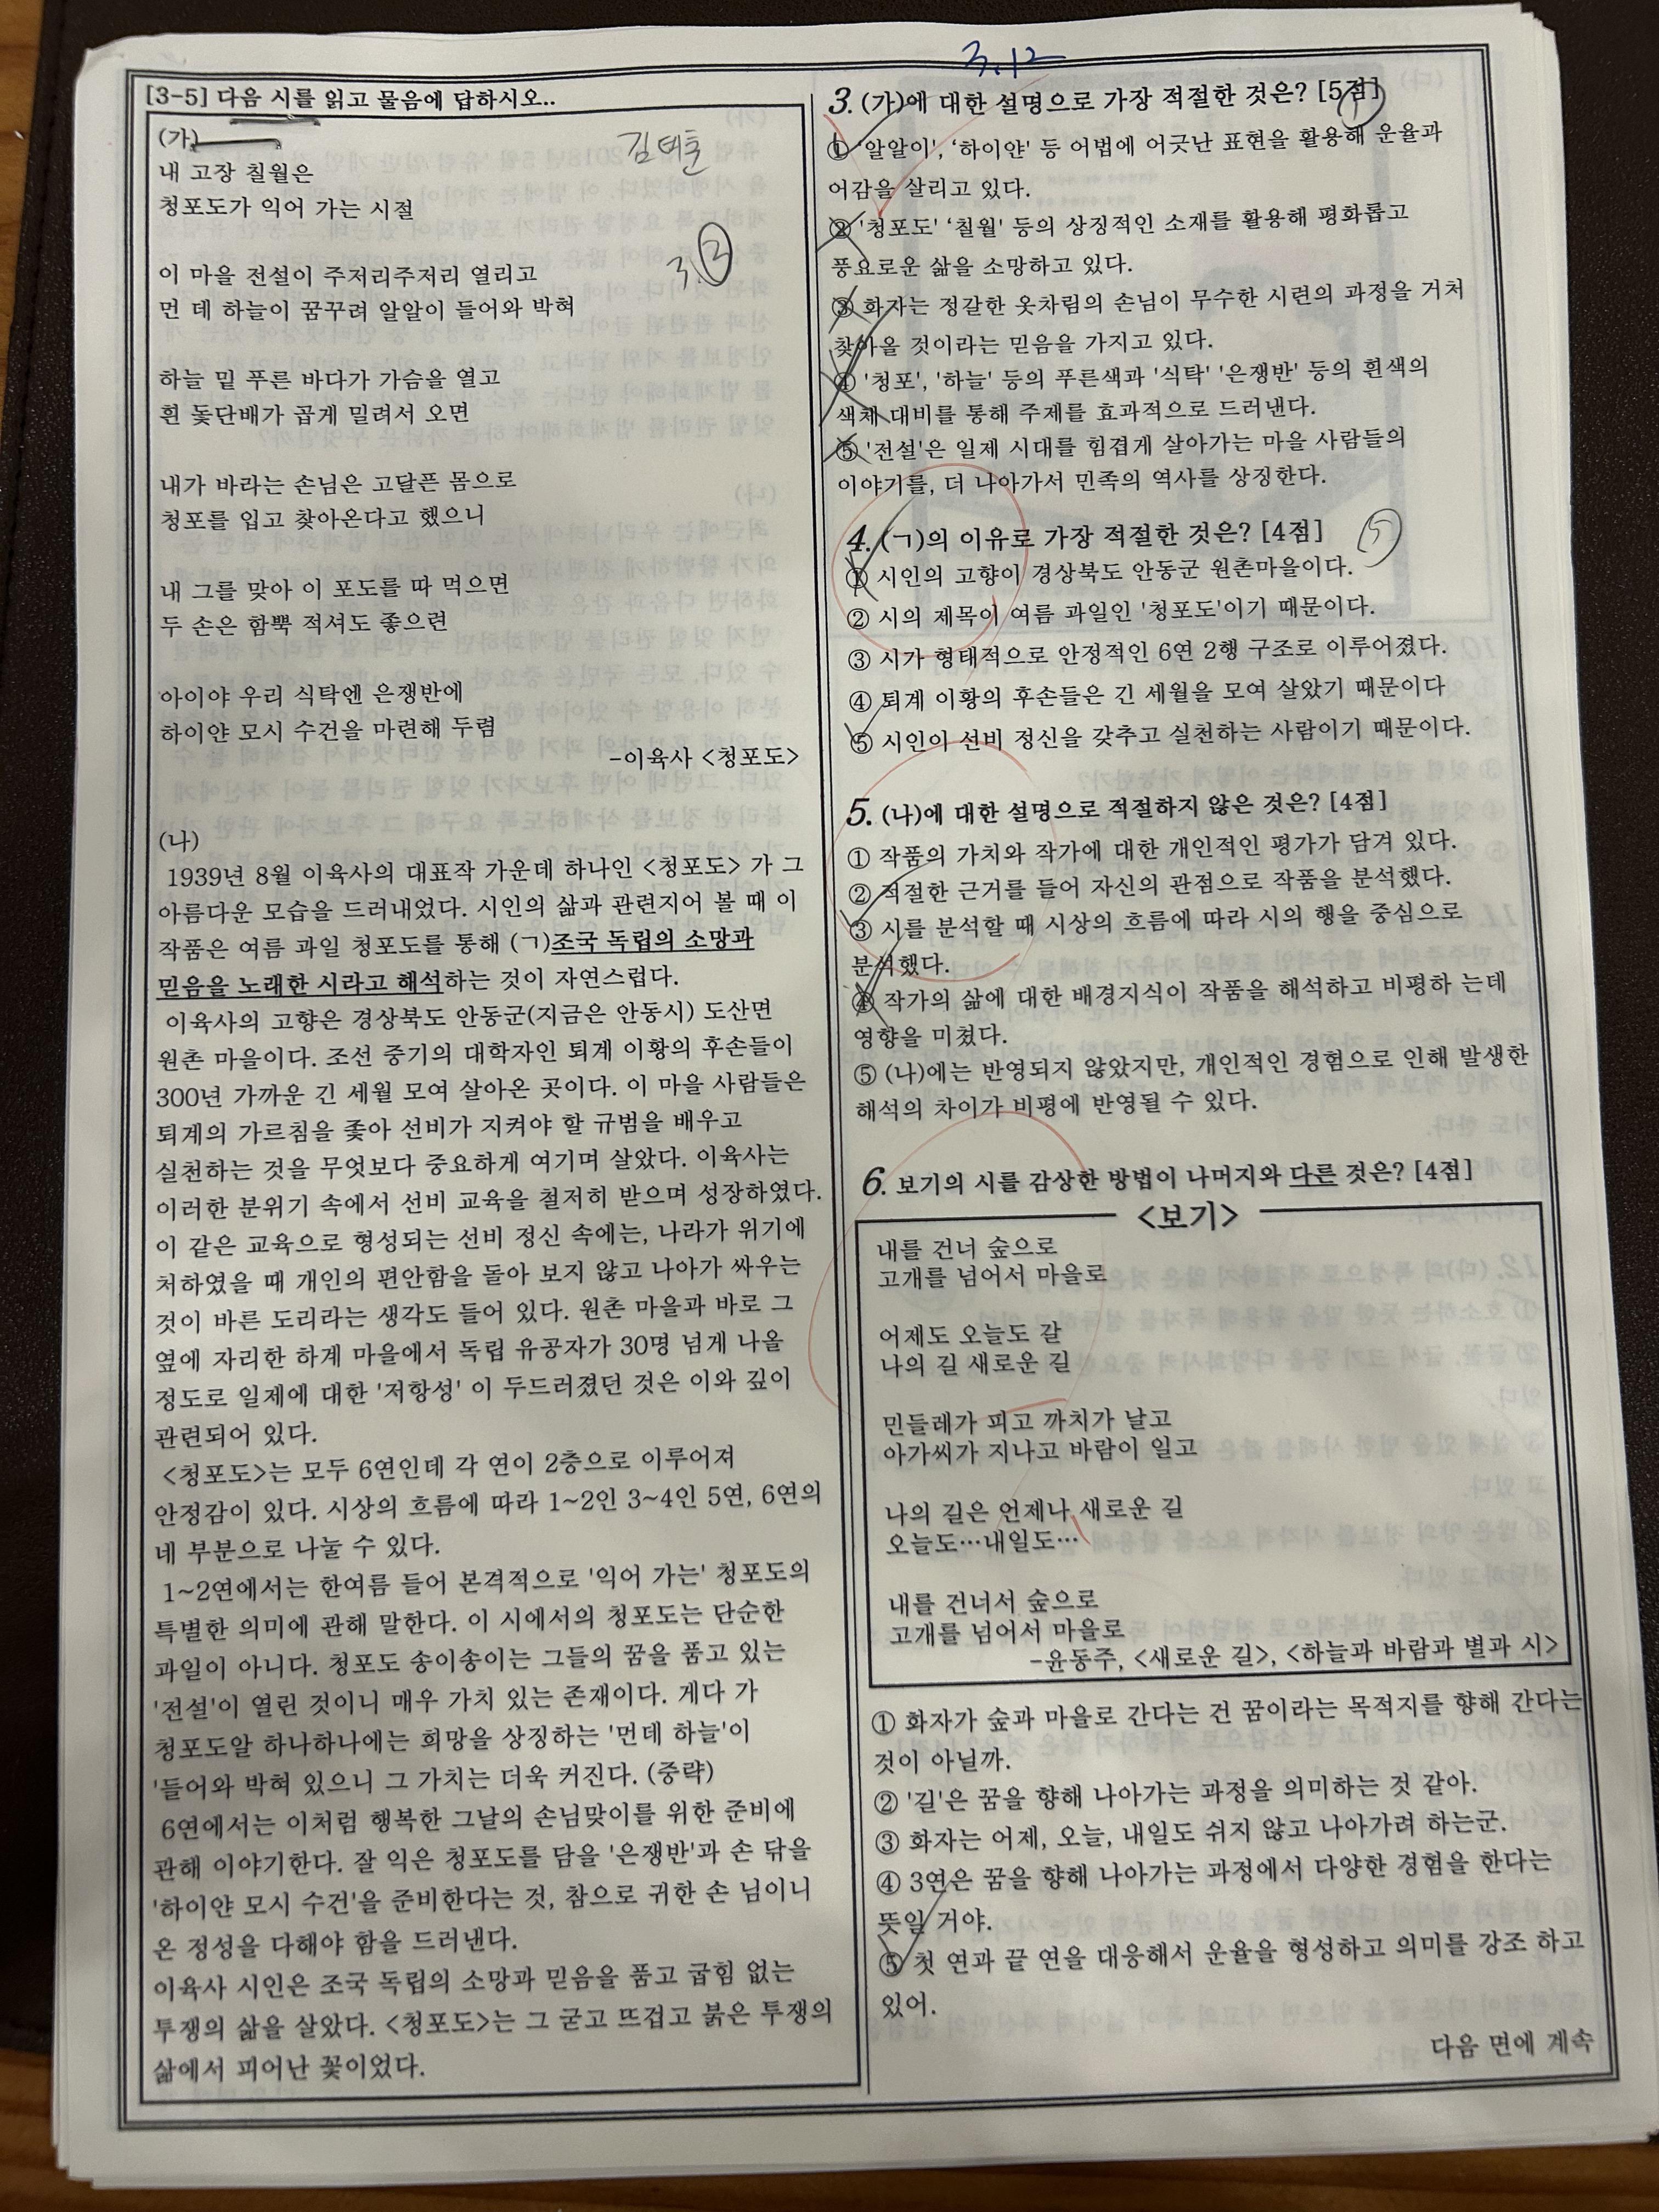 3.12
[3-5] 다음 시를 읽고 물음에 답하시오..
(가)
내 고장 칠월은
청포도가 익어 가는 시절
이 마을 전설이 주저리주저리 열리고
먼 데 하늘이 꿈꾸려 알알이 들어와 박혀
3.②
하늘 밑 푸른 바다가 가슴을 열고
흰 돛단배가 곱게 밀려서 오면
내가 바라는 손님은 고달픈 몸으로
청포를 입고 찾아온다고 했으니
내 그를 맞아 이 포도를 따 먹으면
두 손은 함뿍 적셔도 좋으련
아이야 우리 식탁엔 은쟁반에
하이얀 모시 수건을 마련해 두렴
-이육사 <청포도>
(나)
1939년 8월 이육사의 대표작 가운데 하나인 <청포도> 가 그
아름다운 모습을 드러내었다. 시인의 삶과 관련지어 볼 때 이
작품은 여름 과일 청포도를 통해 (ㄱ)조국 독립의 소망과
믿음을 노래한 시라고 해석하는 것이 자연스럽다.
이육사의 고향은 경상북도 안동군(지금은 안동시) 도산면
원촌 마을이다. 조선 중기의 대학자인 퇴계 이황의 후손들이
300년 가까운 긴 세월 모여 살아온 곳이다. 이 마을 사람들은
퇴계의 가르침을 좇아 선비가 지켜야 할 규범을 배우고
실천하는 것을 무엇보다 중요하게 여기며 살았다. 이육사는
이러한 분위기 속에서 선비 교육을 철저히 받으며 성장하였다.
이 같은 교육으로 형성되는 선비 정신 속에는, 나라가 위기에
처하였을 때 개인의 편안함을 돌아 보지 않고 나아가 싸우는
것이 바른 도리라는 생각도 들어 있다. 원촌 마을과 바로 그
옆에 자리한 하계 마을에서 독립 유공자가 30명 넘게 나올
정도로 일제에 대한 '저항성' 이 두드러졌던 것은 이와 깊이
관련되어 있다.
<청포도>는 모두 6연인데 각 연이 2층으로 이루어져
안정감이 있다. 시상의 흐름에 따라 1~2인 3~4인 5연, 6연의
네 부분으로 나눌 수 있다.
1~2연에서는 한여름 들어 본격적으로 '익어 가는' 청포도의
특별한 의미에 관해 말한다. 이 시에서의 청포도는 단순한
과일이 아니다. 청포도 송이송이는 그들의 꿈을 품고 있는
'전설'이 열린 것이니 매우 가치 있는 존재이다. 게다 가
청포도알 하나하나에는 희망을 상징하는 '먼데 하늘'이
'들어와 박혀 있으니 그 가치는 더욱 커진다. (중략)
6연에서는 이처럼 행복한 그날의 손님맞이를 위한 준비에
관해 이야기한다. 잘 익은 청포도를 담을 '은쟁반'과 손 닦을
'하이얀 모시 수건'을 준비한다는 것, 참으로 귀한 손 님이니
온 정성을 다해야 함을 드러낸다.
이육사 시인은 조국 독립의 소망과 믿음을 품고 굽힘 없는
투쟁의 삶을 살았다. <청포도>는 그 굳고 뜨겁고 붉은 투쟁의
삶에서 피어난 꽃이었다.
3. (가)에 대한 설명으로 가장 적절한 것은? [5점]
① '알알이', '하이얀' 등 어법에 어긋난 표현을 활용해 운율과
어감을 살리고 있다.
② '청포도' '칠월' 등의 상징적인 소재를 활용해 평화롭고
풍요로운 삶을 소망하고 있다.
③ 화자는 정갈한 옷차림의 손님이 무수한 시련의 과정을 거쳐
찾아올 것이라는 믿음을 가지고 있다.
④ '청포', '하늘' 등의 푸른색과 '식탁' '은쟁반' 등의 흰색의
색채 대비를 통해 주제를 효과적으로 드러낸다.
⑤ '전설'은 일제 시대를 힘겹게 살아가는 마을 사람들의
이야기를, 더 나아가서 민족의 역사를 상징한다.
4. (ㄱ)의 이유로 가장 적절한 것은? [4점] ⑤
① 시인의 고향이 경상북도 안동군 원촌마을이다.
② 시의 제목이 여름 과일인 '청포도'이기 때문이다.
③ 시가 형태적으로 안정적인 6연 2행 구조로 이루어졌다.
④ 퇴계 이황의 후손들은 긴 세월을 모여 살았기 때문이다
⑤ 시인이 선비 정신을 갖추고 실천하는 사람이기 때문이다.
5. (나)에 대한 설명으로 적절하지 않은 것은? [4점]
① 작품의 가치와 작가에 대한 개인적인 평가가 담겨 있다.
② 적절한 근거를 들어 자신의 관점으로 작품을 분석했다.
③ 시를 분석할 때 시상의 흐름에 따라 시의 행을 중심으로
분석했다.
④ 작가의 삶에 대한 배경지식이 작품을 해석하고 비평하 는데
영향을 미쳤다.
⑤ (나)에는 반영되지 않았지만, 개인적인 경험으로 인해 발생한
해석의 차이가 비평에 반영될 수 있다.
6. 보기의 시를 감상한 방법이 나머지와 다른 것은? [4점]
<보기>
내를 건너 숲으로
고개를 넘어서 마을로
어제도 오늘도 갈
나의 길 새로운 길
민들레가 피고 까치가 날고
아가씨가 지나고 바람이 일고
나의 길은 언제나 새로운 길
오늘도…내일도…
내를 건너서 숲으로
고개를 넘어서 마을로
-윤동주, <새로운 길>, <하늘과 바람과 별과 시>
① 화자가 숲과 마을로 간다는 건 꿈이라는 목적지를 향해 간다는
것이 아닐까.
② '길'은 꿈을 향해 나아가는 과정을 의미하는 것 같아.
③ 화자는 어제, 오늘, 내일도 쉬지 않고 나아가려 하는군.
④ 3연은 꿈을 향해 나아가는 과정에서 다양한 경험을 한다는
뜻일 거야.
⑤ 첫 연과 끝 연을 대응해서 운율을 형성하고 의미를 강조 하고
있어.
다음 면에 계속